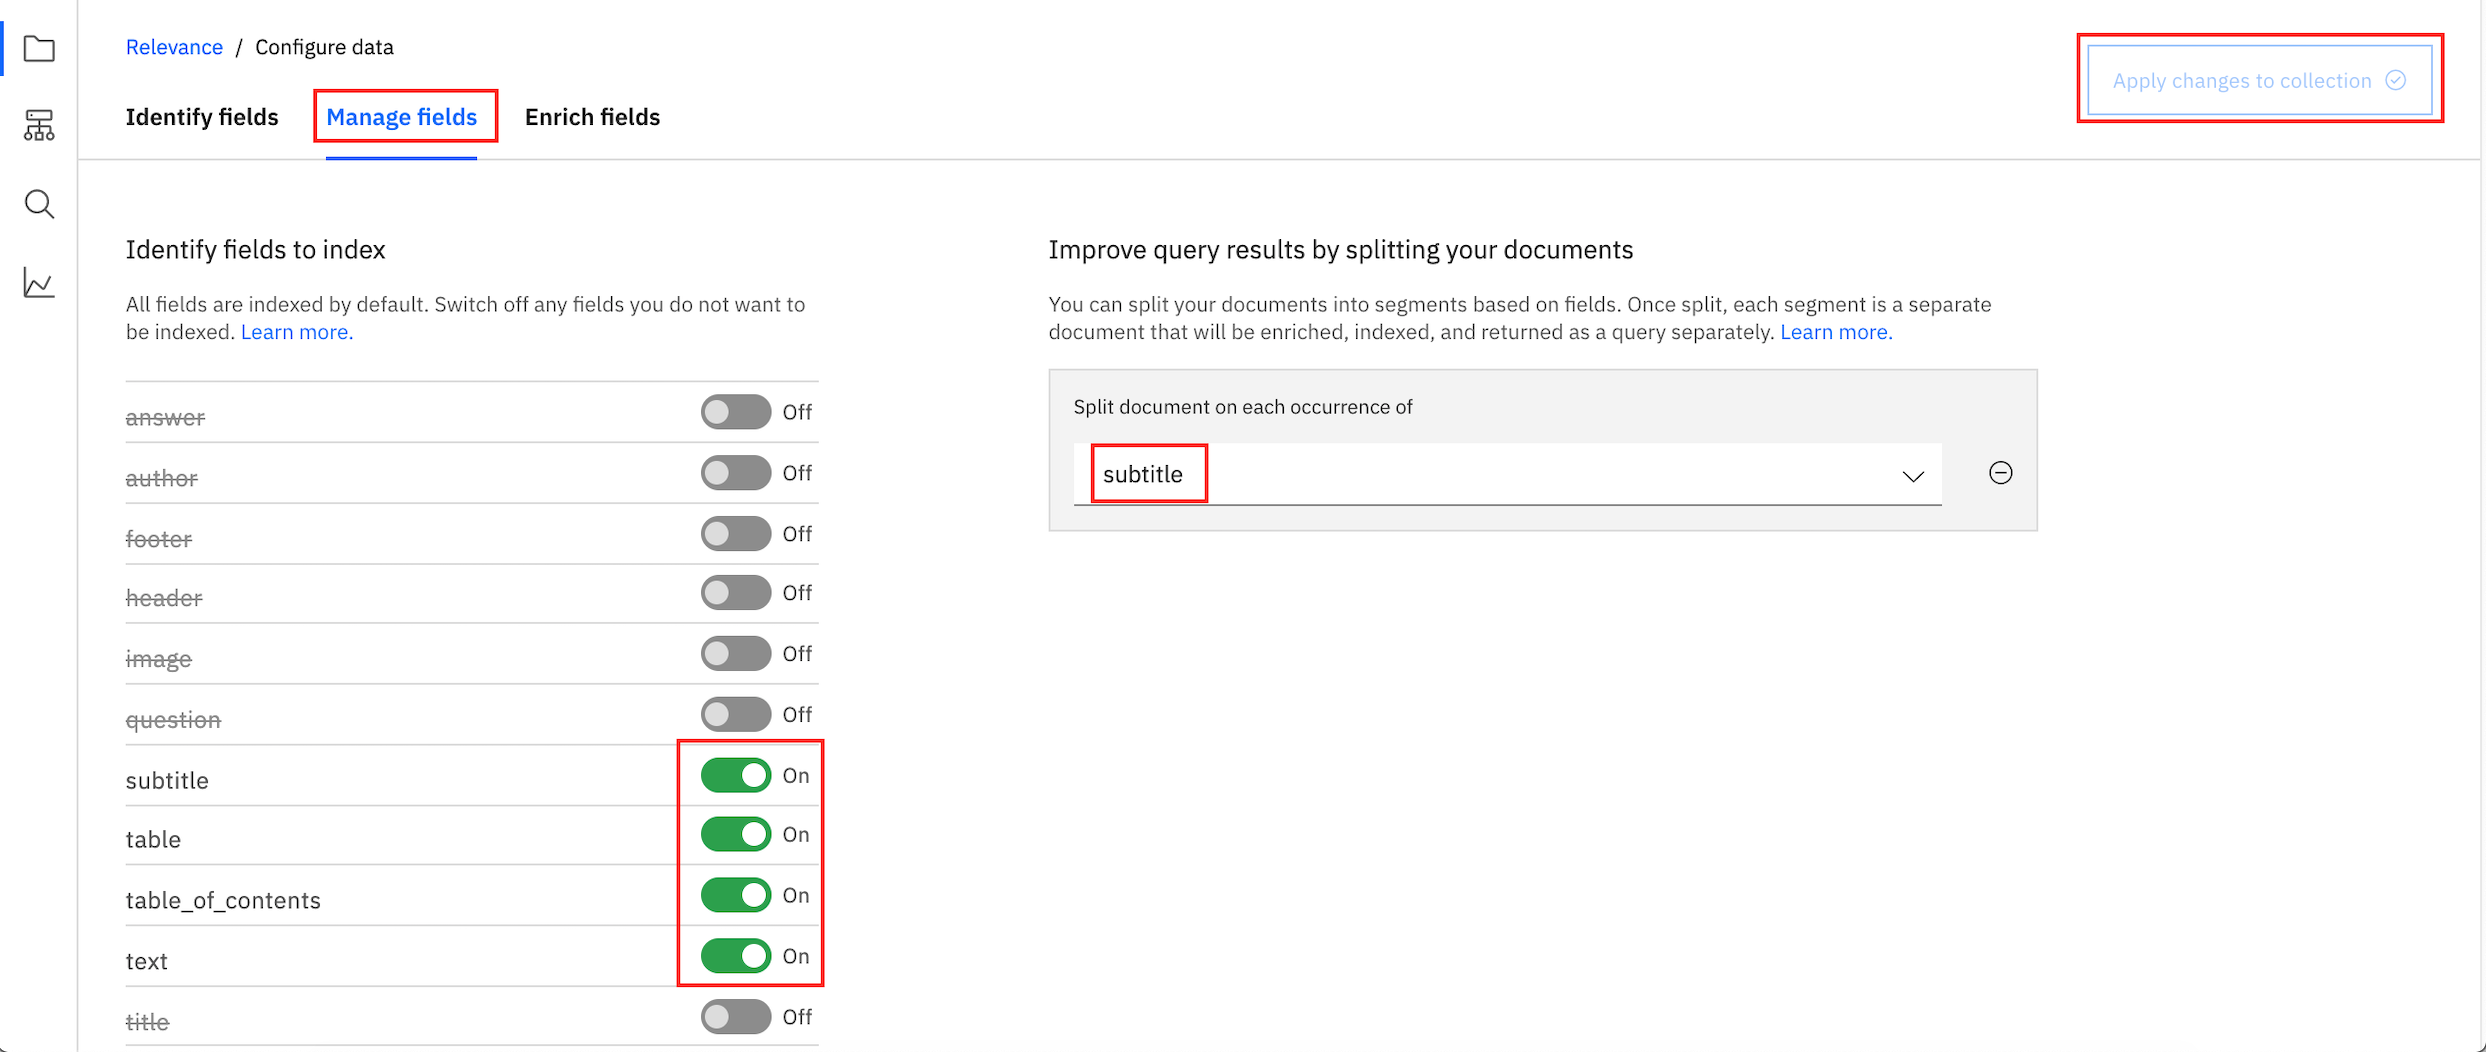 Relevance / Configure data
Apply changes to collection
Identify fields Manage fields Enrich fields
Identify fields to index
All fields are indexed by default. Switch off any fields you do not want to
be indexed. Learn more.
answer Off
author Off
footer Off
header Off
image Off
question Off
subtitle On
table On
table_of_contents On
text On
title Off
Improve query results by splitting your documents
You can split your documents into segments based on fields. Once split, each segment is a separate
document that will be enriched, indexed, and returned as a query separately. Learn more.
Split document on each occurrence of
subtitle